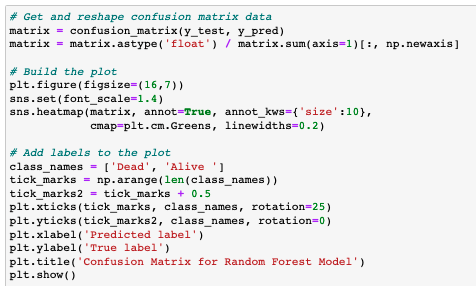 # Get and reshape confusion matrix data
matrix = confusion_matrix(y_test, y_pred)
matrix = matrix.astype('float') / matrix.sum(axis=1)[:, np.newaxis]

# Build the plot
plt.figure(figsize=(16,7))
sns.set(font_scale=1.4)
sns.heatmap(matrix, annot=True, annot_kws={'size':10},
            cmap=plt.cm.Greens, linewidths=0.2)

# Add labels to the plot
class_names = ['Dead', 'Alive ']
tick_marks = np.arange(len(class_names))
tick_marks2 = tick_marks + 0.5
plt.xticks(tick_marks, class_names, rotation=25)
plt.yticks(tick_marks2, class_names, rotation=0)
plt.xlabel('Predicted label')
plt.ylabel('True label')
plt.title('Confusion Matrix for Random Forest Model')
plt.show()